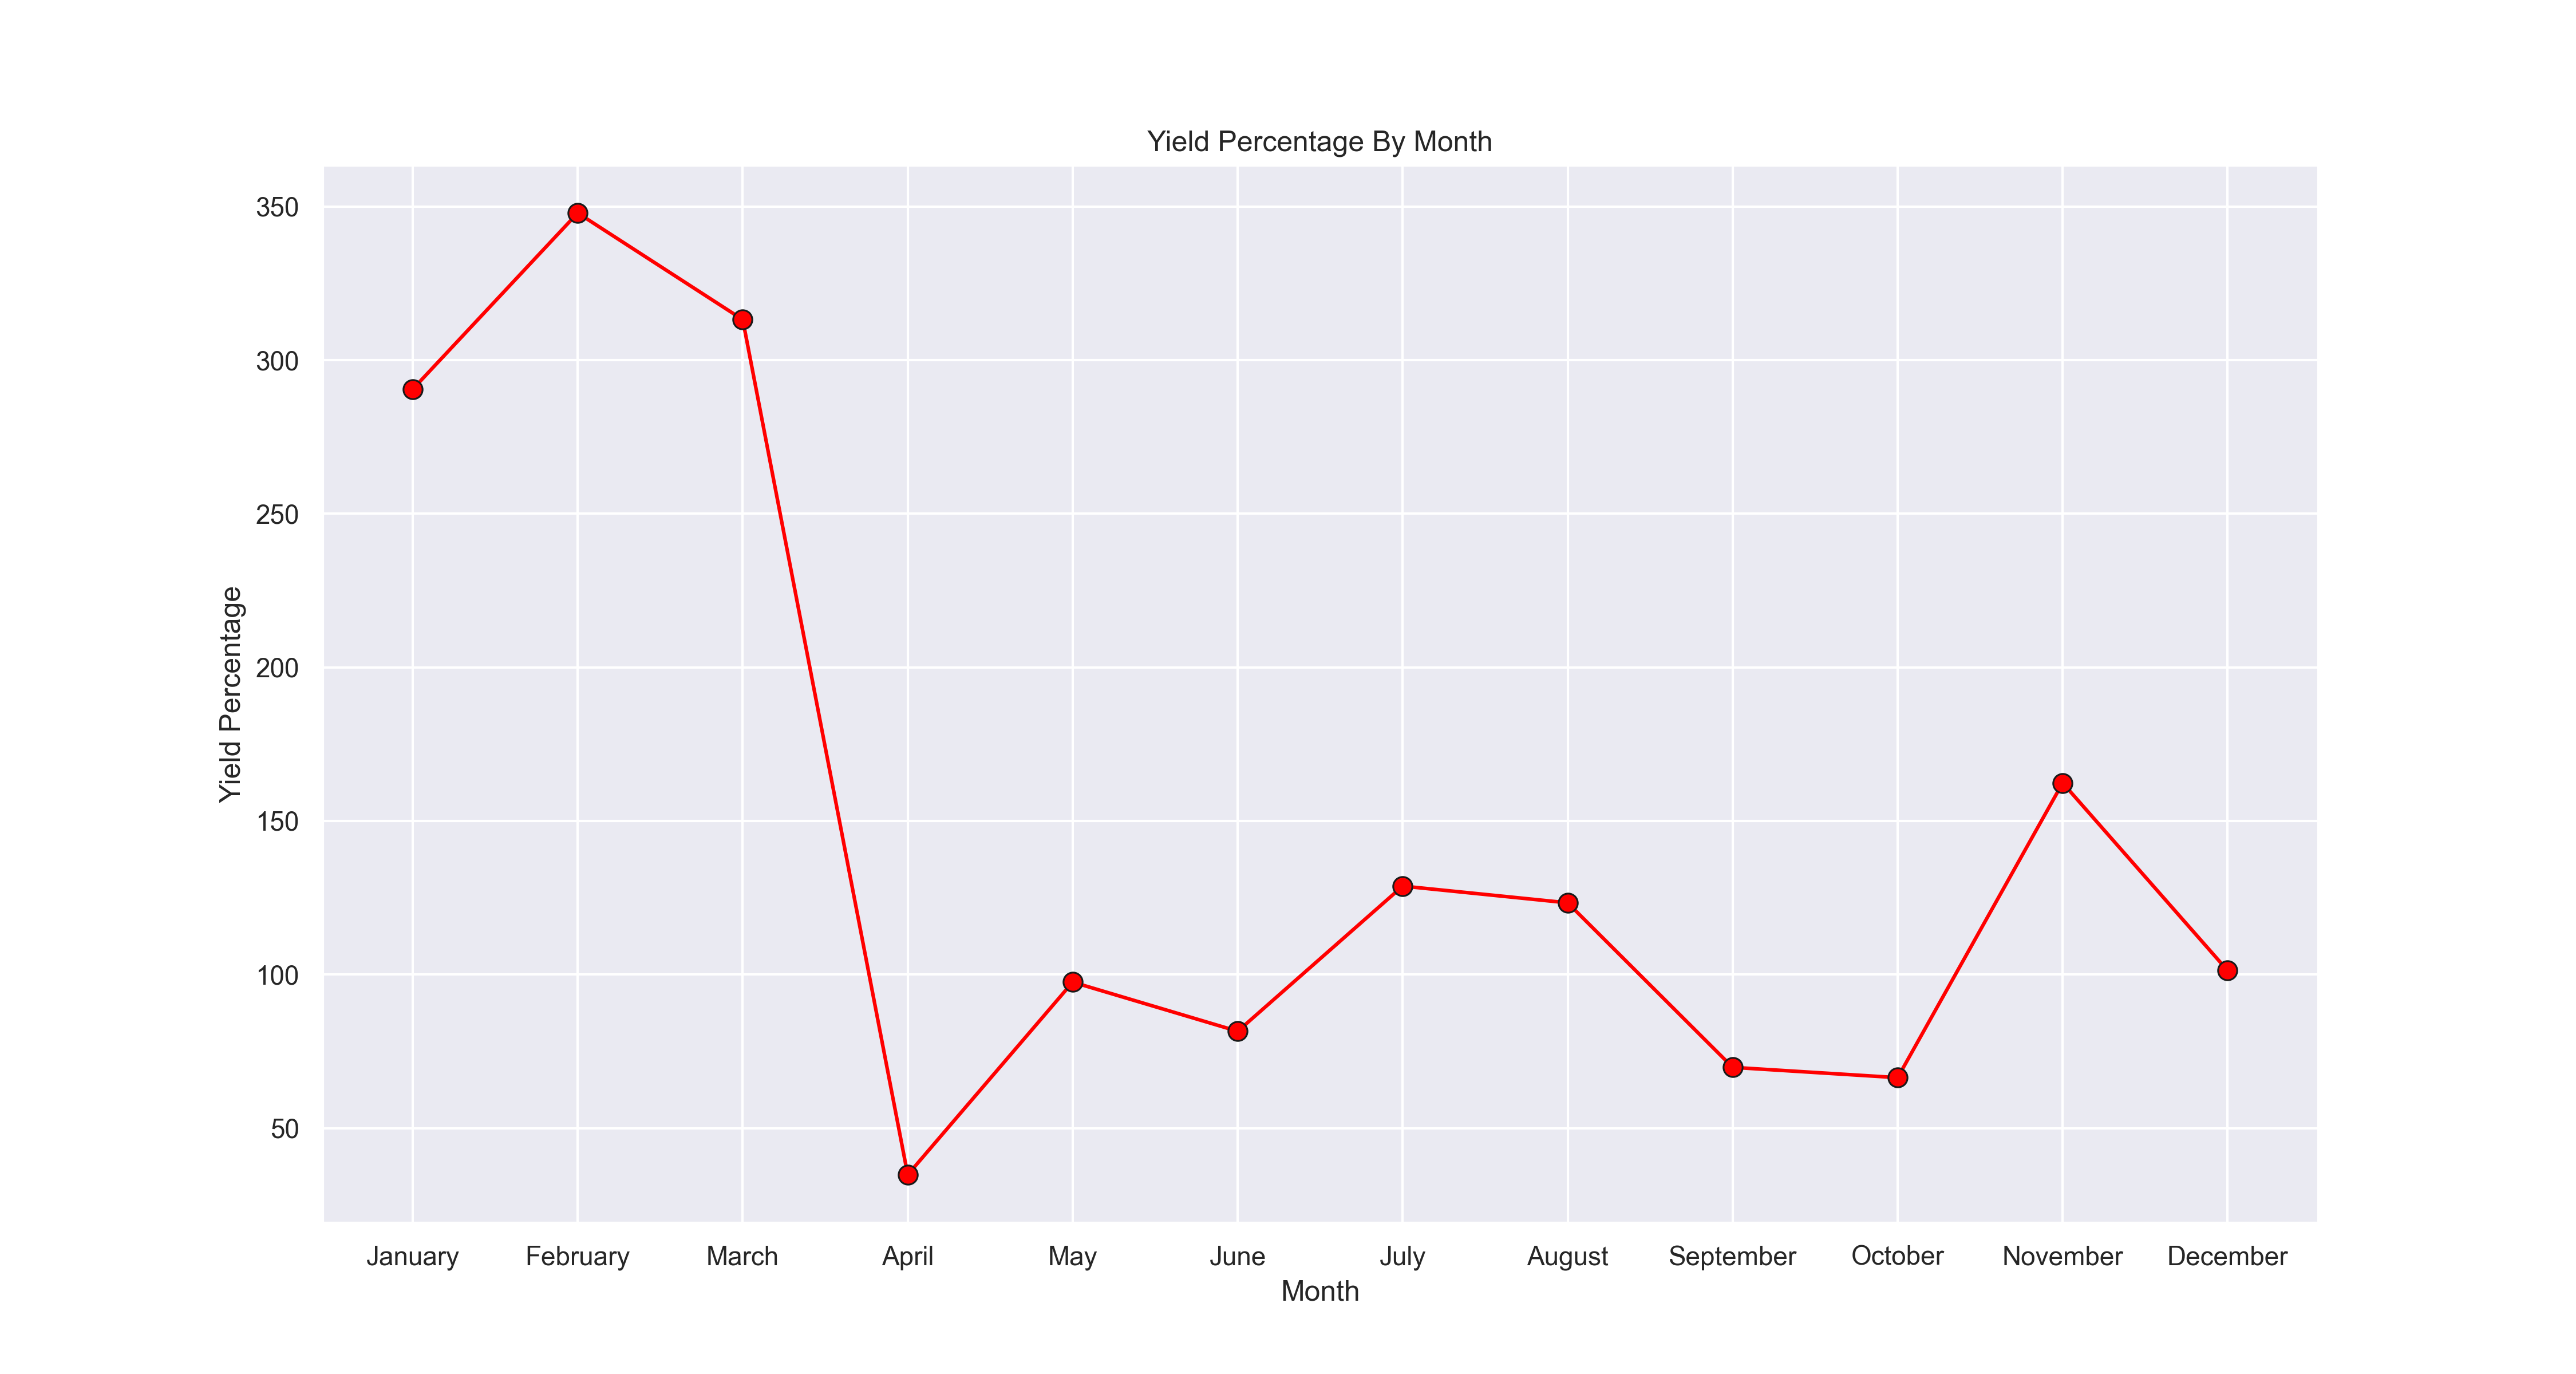 Yield Percentage By Month
350
300
250
200
150
100
50
Yield Percentage
January February March April May June July August September October November December
Month